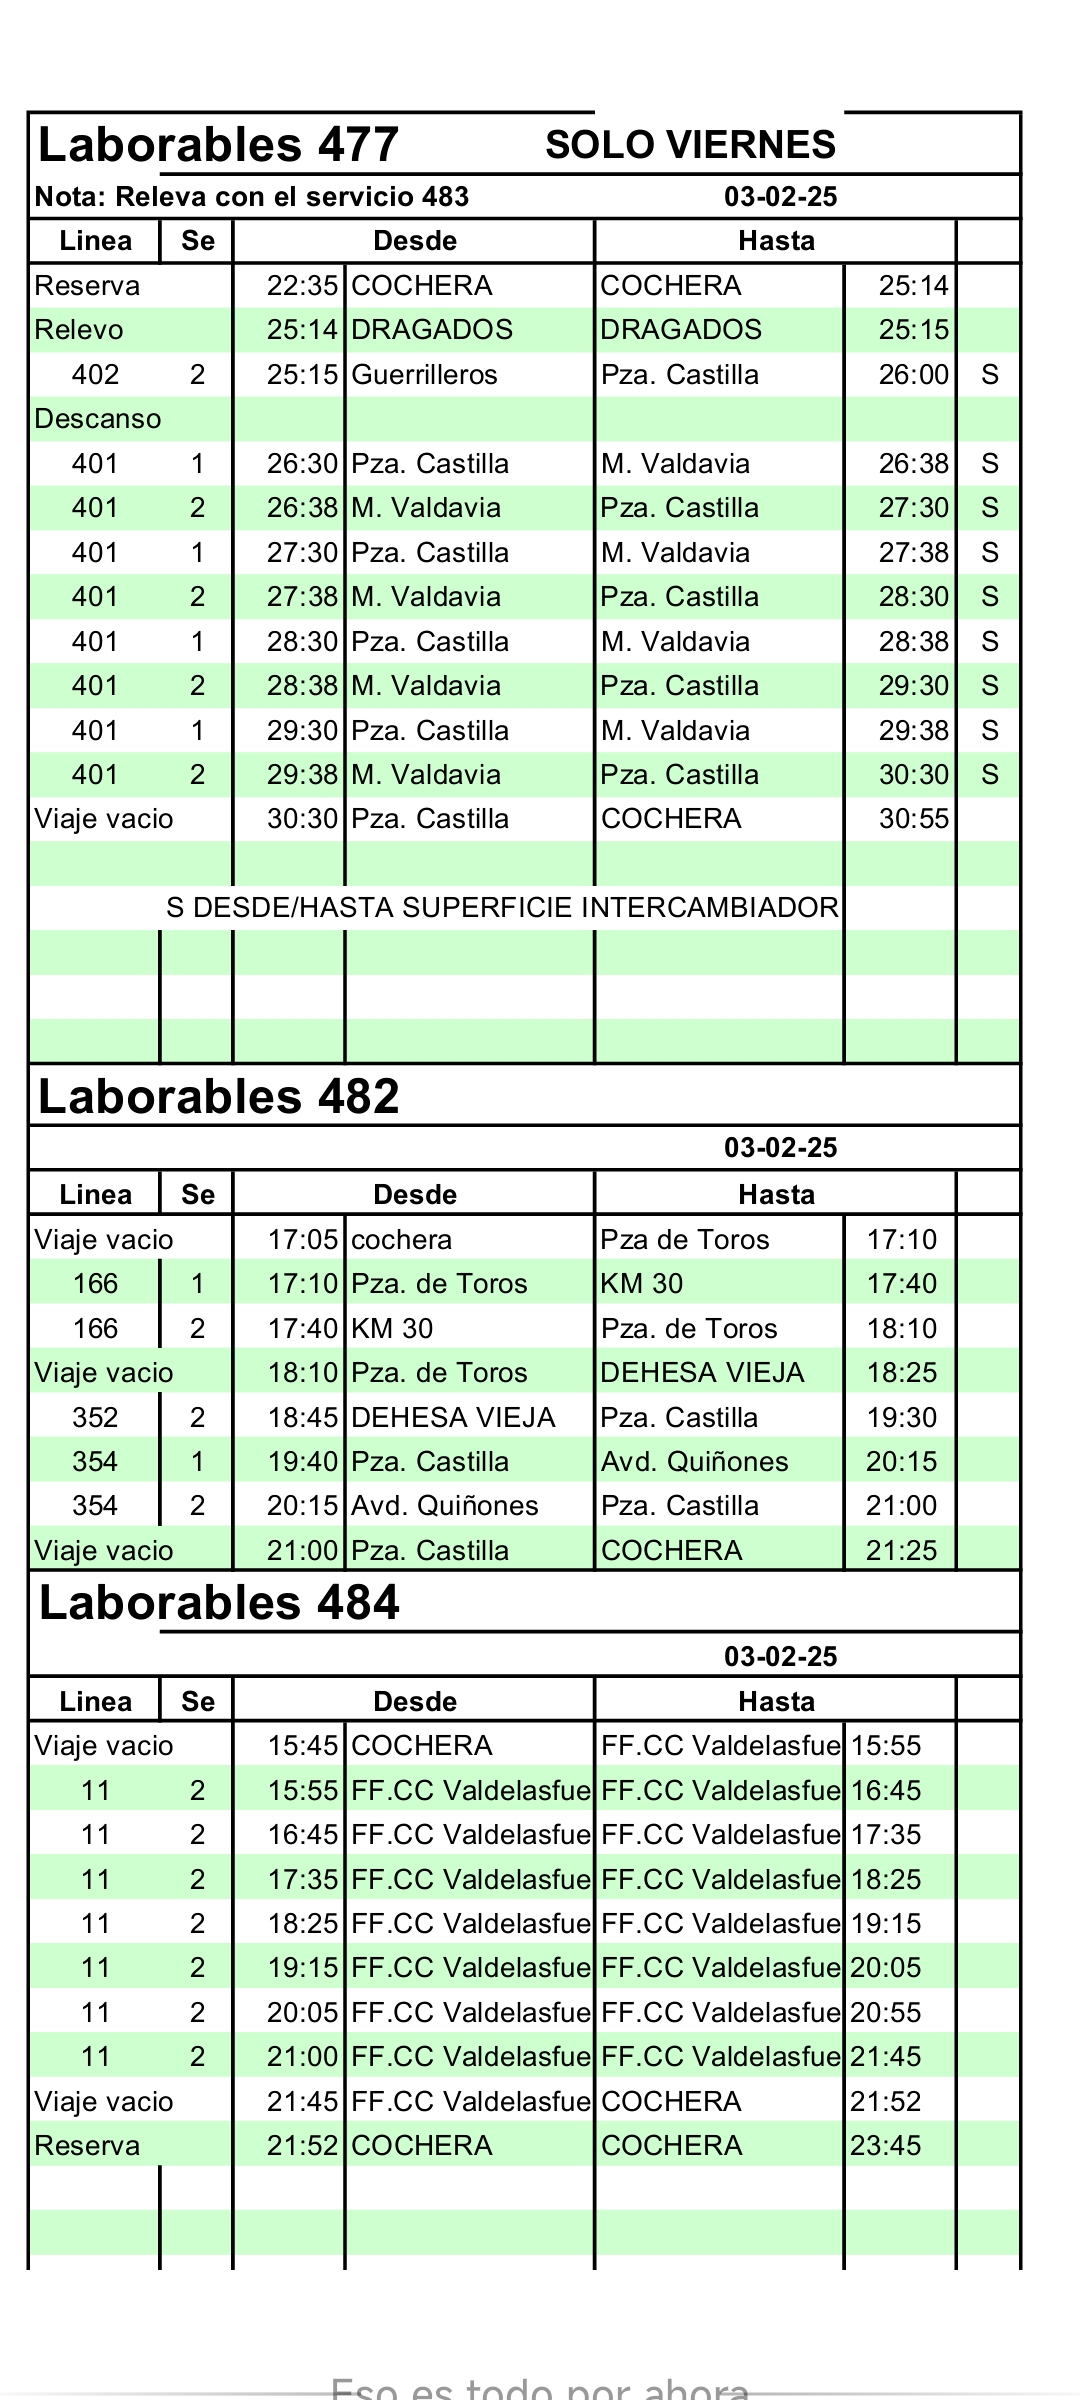 Laborables 477 SOLO VIERNES
Nota: Releva con el servicio 483 03-02-25
Linea Se Desde Hasta
Reserva 22:35 COCHERA COCHERA 25:14
Relevo 25:14 DRAGADOS DRAGADOS 25:15
402 2 25:15 Guerrilleros Pza. Castilla 26:00 S
Descanso
401 1 26:30 Pza. Castilla M. Valdavia 26:38 S
401 2 26:38 M. Valdavia Pza. Castilla 27:30 S
401 1 27:30 Pza. Castilla M. Valdavia 27:38 S
401 2 27:38 M. Valdavia Pza. Castilla 28:30 S
401 1 28:30 Pza. Castilla M. Valdavia 28:38 S
401 2 28:38 M. Valdavia Pza. Castilla 29:30 S
401 1 29:30 Pza. Castilla M. Valdavia 29:38 S
401 2 29:38 M. Valdavia Pza. Castilla 30:30 S
Viaje vacio 30:30 Pza. Castilla COCHERA 30:55
S DESDE/HASTA SUPERFICIE INTERCAMBIADOR
Laborables 482
03-02-25
Linea Se Desde Hasta
Viaje vacio 17:05 cochera Pza de Toros 17:10
166 1 17:10 Pza. de Toros KM 30 17:40
166 2 17:40 KM 30 Pza. de Toros 18:10
Viaje vacio 18:10 Pza. de Toros DEHESA VIEJA 18:25
352 2 18:45 DEHESA VIEJA Pza. Castilla 19:30
354 1 19:40 Pza. Castilla Avd. Quiñones 20:15
354 2 20:15 Avd. Quiñones Pza. Castilla 21:00
Viaje vacio 21:00 Pza. Castilla COCHERA 21:25
Laborables 484
03-02-25
Linea Se Desde Hasta
Viaje vacio 15:45 COCHERA FF.CC Valdelasfue 15:55
11 2 15:55 FF.CC Valdelasfue FF.CC Valdelasfue 16:45
11 2 16:45 FF.CC Valdelasfue FF.CC Valdelasfue 17:35
11 2 17:35 FF.CC Valdelasfue FF.CC Valdelasfue 18:25
11 2 18:25 FF.CC Valdelasfue FF.CC Valdelasfue 19:15
11 2 19:15 FF.CC Valdelasfue FF.CC Valdelasfue 20:05
11 2 20:05 FF.CC Valdelasfue FF.CC Valdelasfue 20:55
11 2 21:00 FF.CC Valdelasfue FF.CC Valdelasfue 21:45
Viaje vacio 21:45 FF.CC Valdelasfue COCHERA 21:52
Reserva 21:52 COCHERA COCHERA 23:45
Eso es todo por ahora